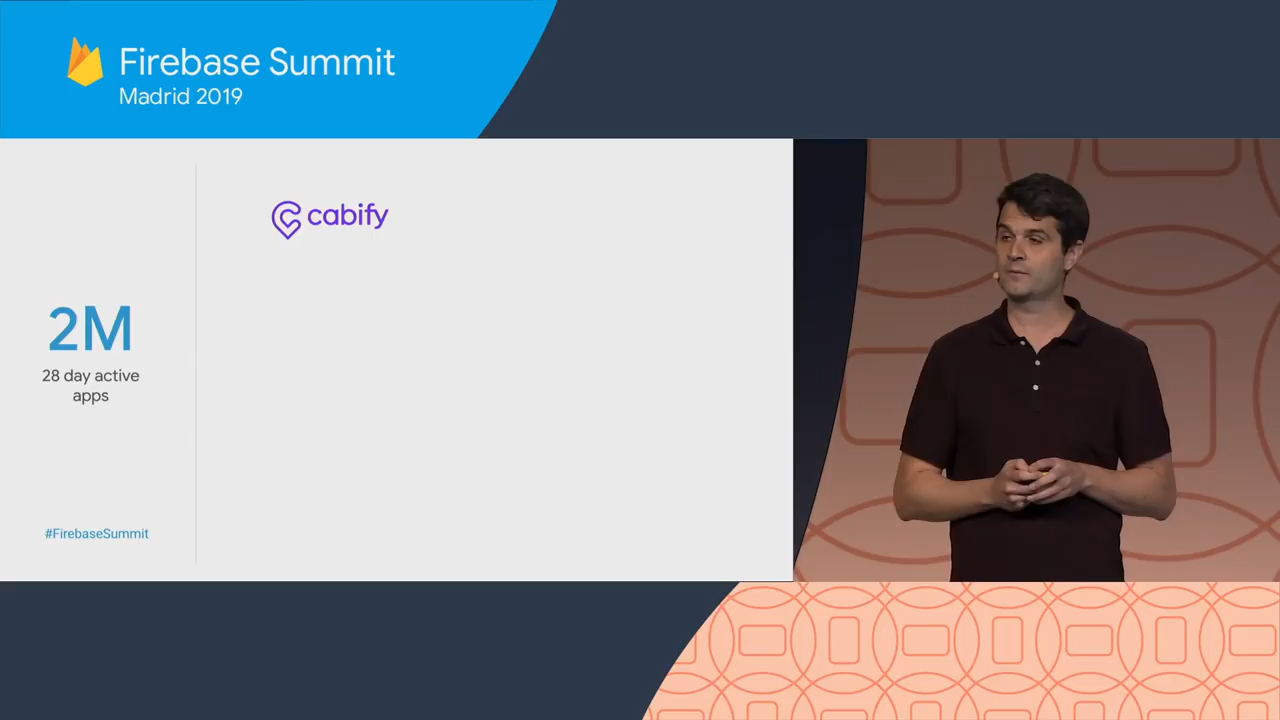 Firebase Summit
Madrid 2019
cabify
2M
28 day active
apps
#FirebaseSummit